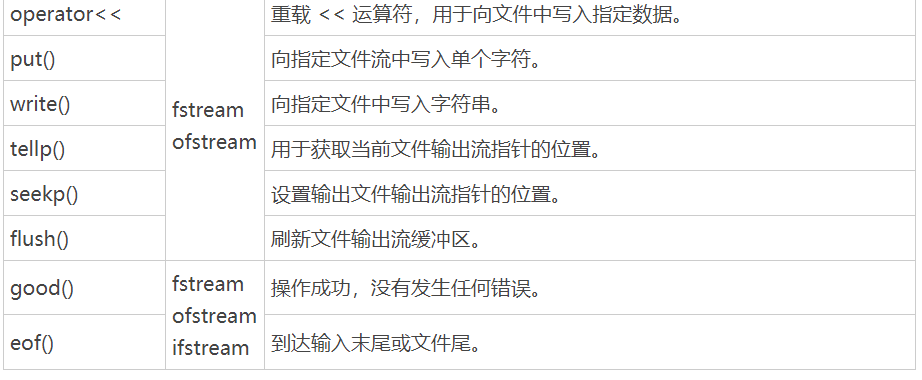 operator<<
重载 << 运算符，用于向文件中写入指定数据。
put()
向指定文件流中写入单个字符。
write()
fstream
ofstream
向指定文件中写入字符串。
tellp()
用于获取当前文件输出流指针的位置。
seekp()
设置输出文件输出流指针的位置。
flush()
刷新文件输出流缓冲区。
good()
fstream
ofstream
ifstream
操作成功，没有发生任何错误。
eof()
到达输入末尾或文件尾。